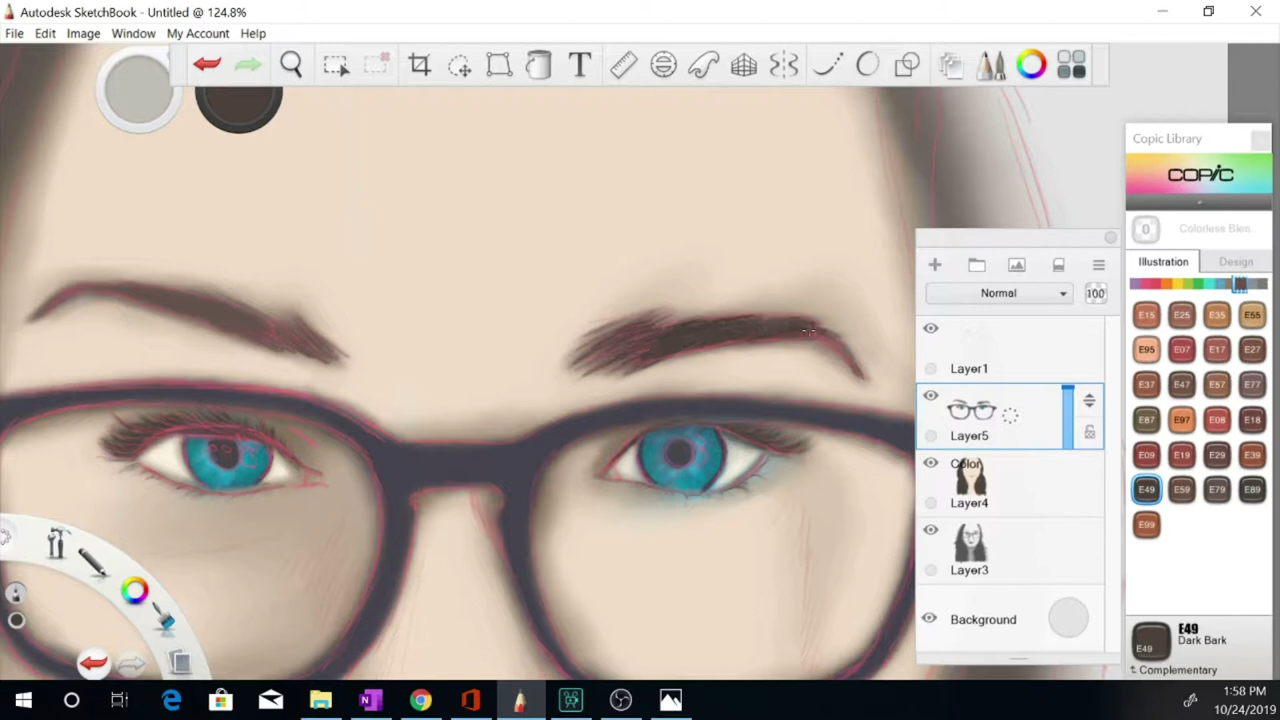 Autodesk SketchBook - Untitled @ 124.8%
File Edit Image Window My Account Help
T
Copic Library
COPIC
0 Colorless Blen..
Illustration Design
E15 E25 E35 E55
E95 E07 E17 E27
E37 E47 E57 E77
E87 E97 E08 E18
E09 E19 E29 E39
E49 E59 E79 E89
E99
Normal 100
Layer1
Layer5
Color
Layer4
Layer3
Background
E49
E49
Dark Bark
Complementary
N
1:58 PM
10/24/2019